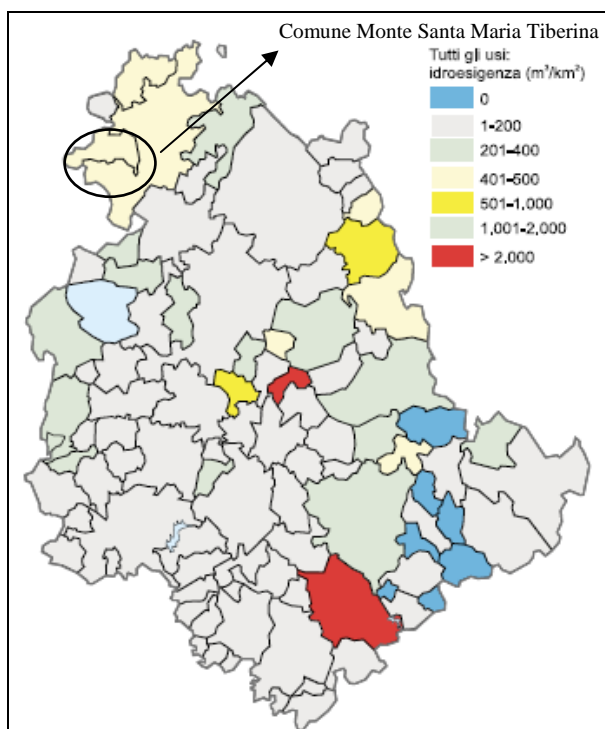 Comune Monte Santa Maria Tiberina
Tutti gli usi:
idroesigenza (m³/km²)
0
1-200
201-400
401-500
501-1,000
1,001-2,000
> 2,000